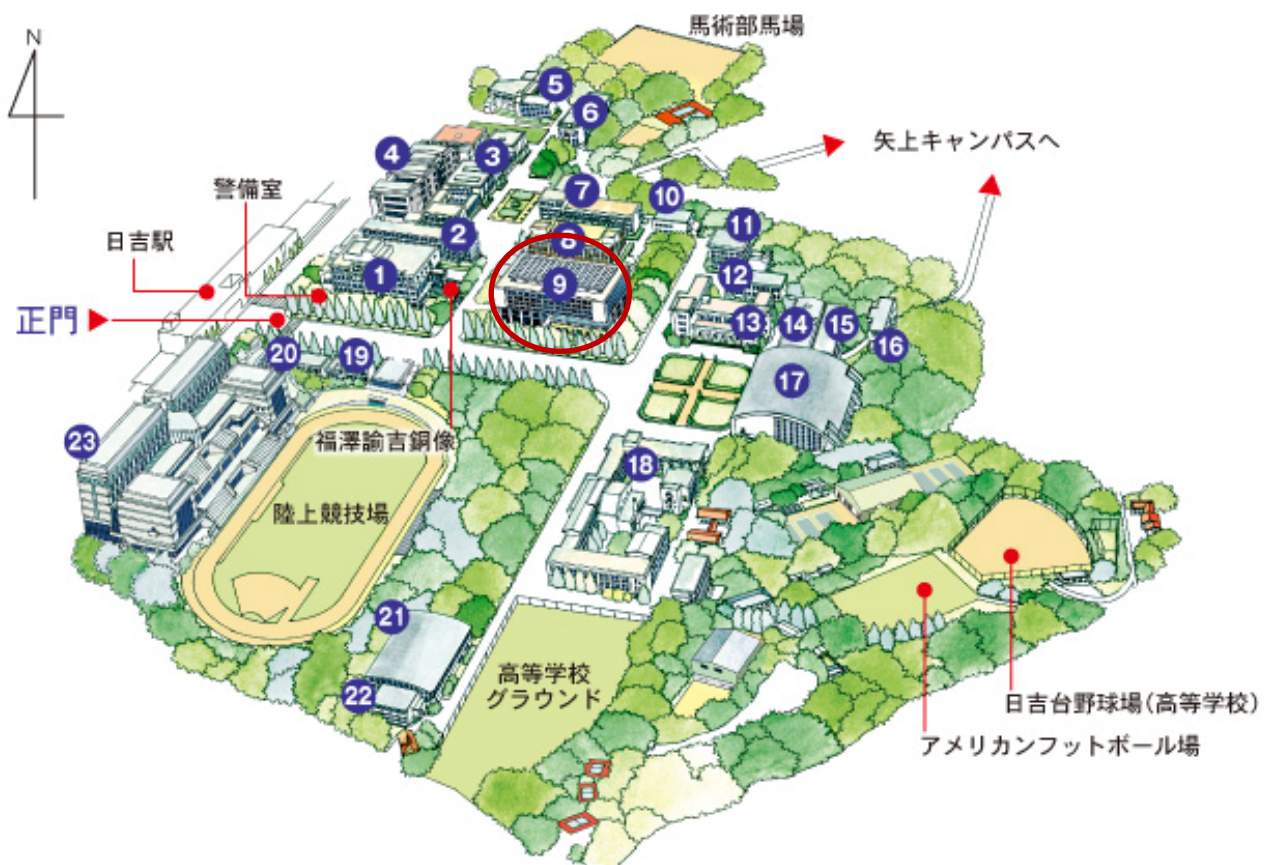 馬術部馬場
N
5
6
矢上キャンパスへ
4
3
警備室
7
10
11
日吉駅
2
8
12
1
9
正門
13
14
15
16
20
19
17
23
福澤諭吉銅像
18
陸上競技場
21
高等学校
グラウンド
22
日吉台野球場(高等学校)
アメリカンフットボール場